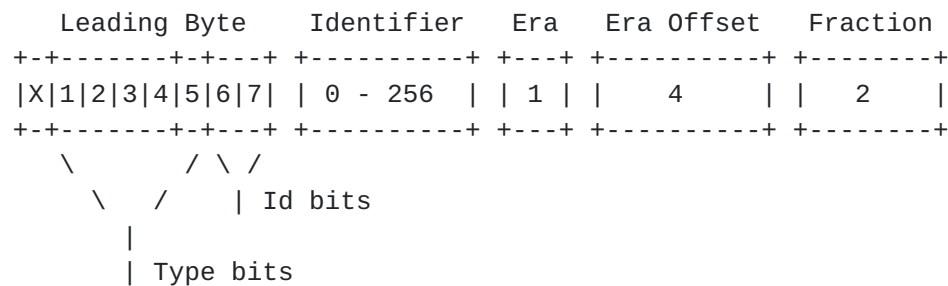 Leading Byte    Identifier   Era   Era Offset   Fraction
+-+-------+-+---+ +----------+ +---+ +----------+ +--------+
|X|1|2|3|4|5|6|7| | 0 - 256  | | 1 | |    4     | |   2    |
+-+-------+-+---+ +----------+ +---+ +----------+ +--------+
   \       / \ /
     \   /    | Id bits
       |
       | Type bits